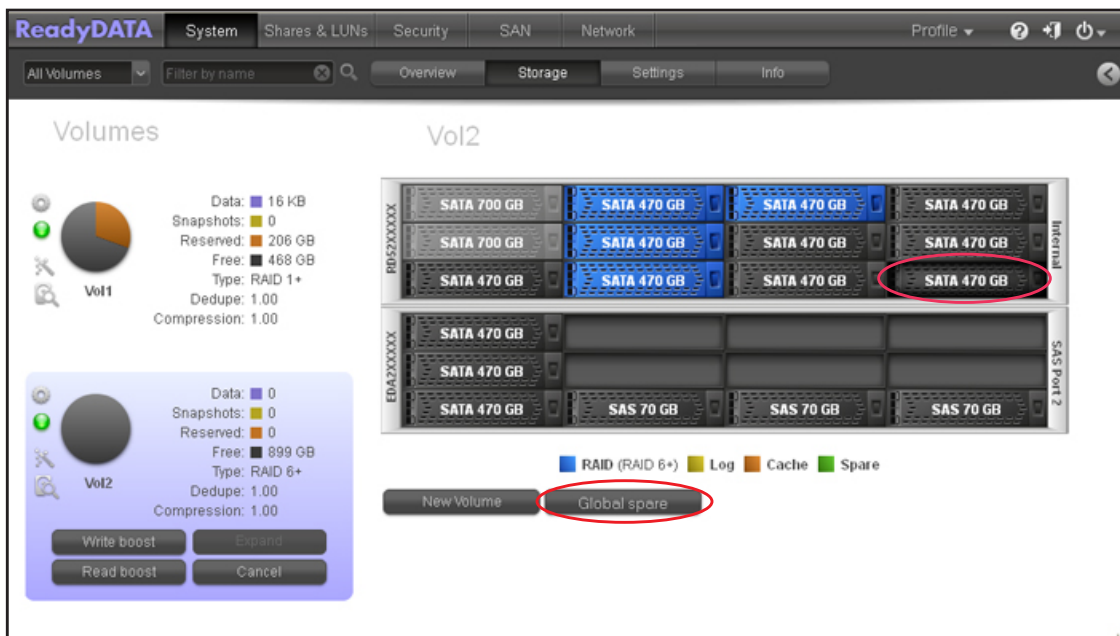 ReadyDATA System Shares & LUNs Security SAN Network Profile
All Volumes Filter by name Overview Storage Settings Info
Volumes
Vol2
Data: 16 KB
Snapshots: 0
Reserved: 206 GB
Free: 468 GB
Type: RAID 1+
Dedupe: 1.00
Compression: 1.00
Vol1
Data: 0
Snapshots: 0
Reserved: 0
Free: 899 GB
Type: RAID 6+
Dedupe: 1.00
Compression: 1.00
Vol2
Write boost Expand
Read boost Cancel
RD52XXXXX
SATA 700 GB SATA 470 GB SATA 470 GB SATA 470 GB
SATA 700 GB SATA 470 GB SATA 470 GB SATA 470 GB
SATA 470 GB SATA 470 GB SATA 470 GB SATA 470 GB
Internal
EDA2XXXXX
SATA 470 GB
SATA 470 GB
SATA 470 GB SAS 70 GB SAS 70 GB SAS 70 GB
SAS Port 2
RAID (RAID 6+) Log Cache Spare
New Volume Global spare